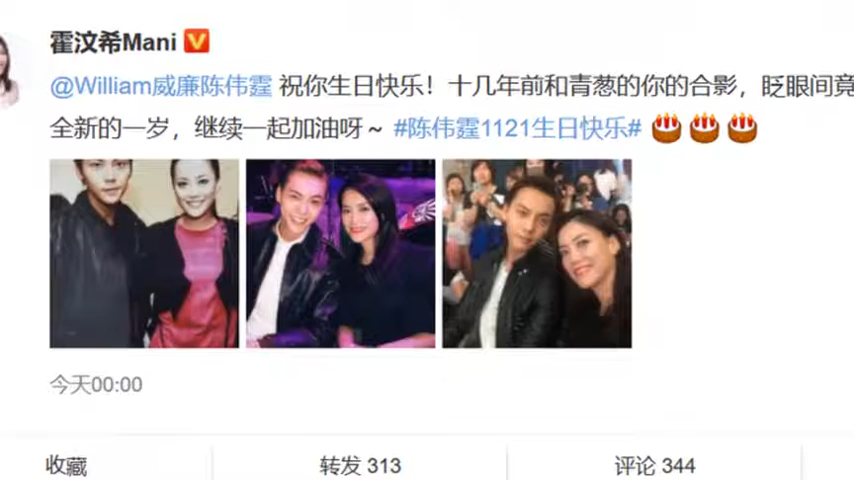 霍汶希Mani
@William威廉陈伟霆 祝你生日快乐！十几年前和青葱的你的合影，眨眼间竟
全新的一岁，继续一起加油呀～ #陈伟霆1121生日快乐#
今天00:00
收藏 转发 313 评论 344